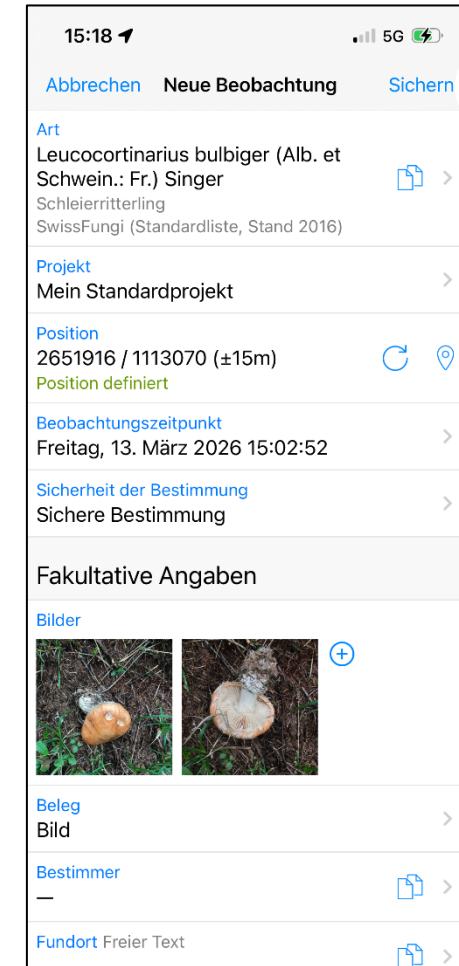 15:18
5G
Abbrechen Neue Beobachtung Sichern
Art
Leucocortinarius bulbiger (Alb. et
Schwein.: Fr.) Singer
Schleierritterling
SwissFungi (Standardliste, Stand 2016)
Projekt
Mein Standardprojekt
Position
2651916 / 1113070 (±15m)
Position definiert
Beobachtungszeitpunkt
Freitag, 13. März 2026 15:02:52
Sicherheit der Bestimmung
Sichere Bestimmung
Fakultative Angaben
Bilder
Beleg
Bild
Bestimmer
—
Fundort Freier Text